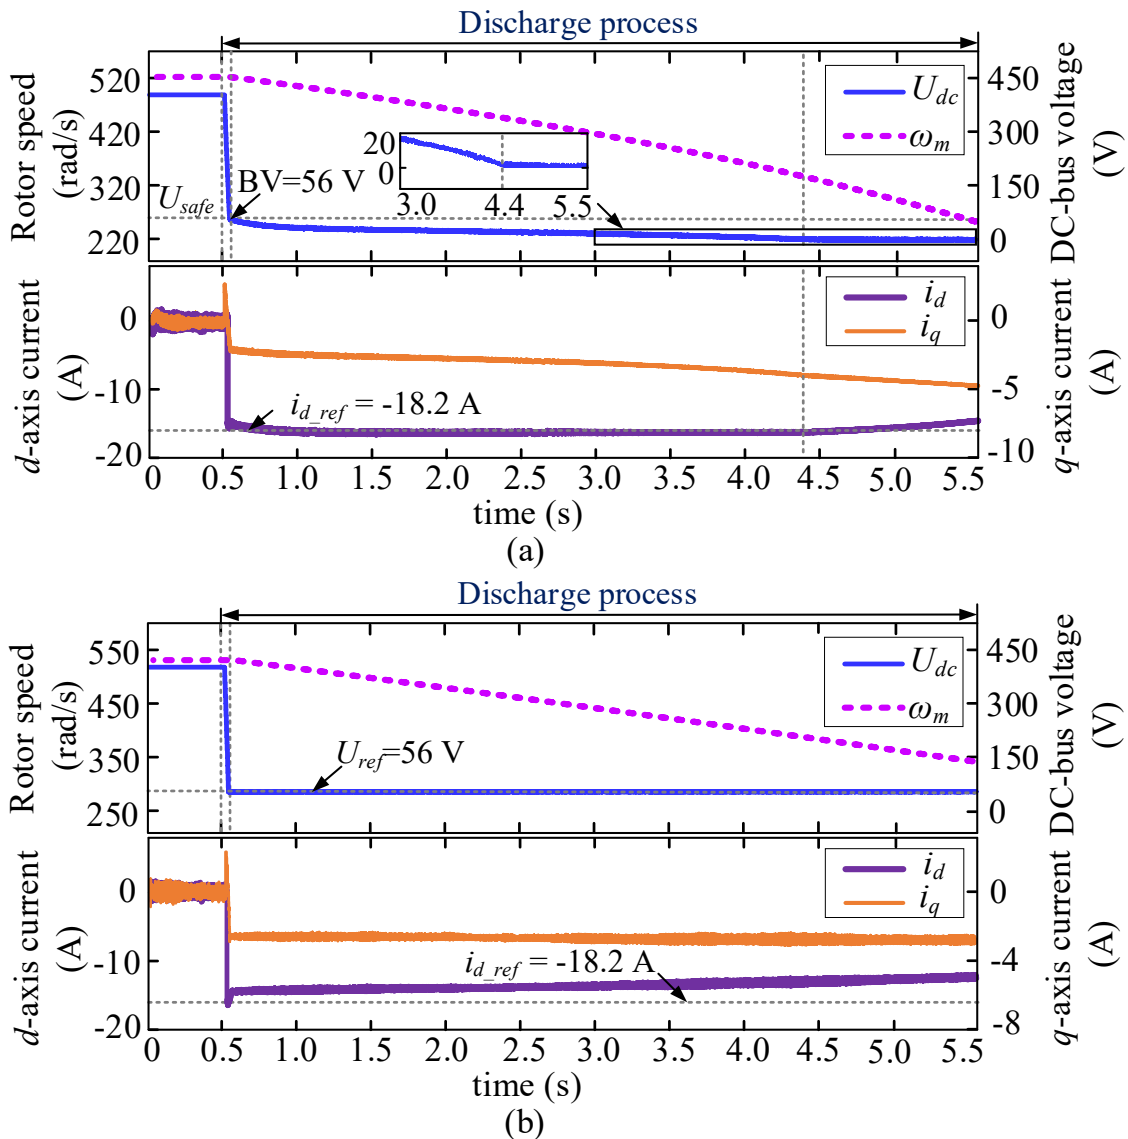 Discharge process
Rotor speed
(rad/s)
520
420
320
220
U_dc
ω_m
450
300
150
0
DC-bus voltage
(V)
20
0
3.0 4.4 5.5
BV=56 V
U_safe
d-axis current
(A)
0
-10
-20
i_d
i_q
0
-5
-10
q-axis current
(A)
i_d_ref = -18.2 A
0 0.5 1.0 1.5 2.0 2.5 3.0 3.5 4.0 4.5 5.0 5.5
time (s)
(a)
Discharge process
Rotor speed
(rad/s)
550
450
350
250
U_dc
ω_m
450
300
150
0
DC-bus voltage
(V)
U_ref=56 V
d-axis current
(A)
0
-10
-20
i_d
i_q
0
-4
-8
q-axis current
(A)
i_d_ref = -18.2 A
0 0.5 1.0 1.5 2.0 2.5 3.0 3.5 4.0 4.5 5.0 5.5
time (s)
(b)